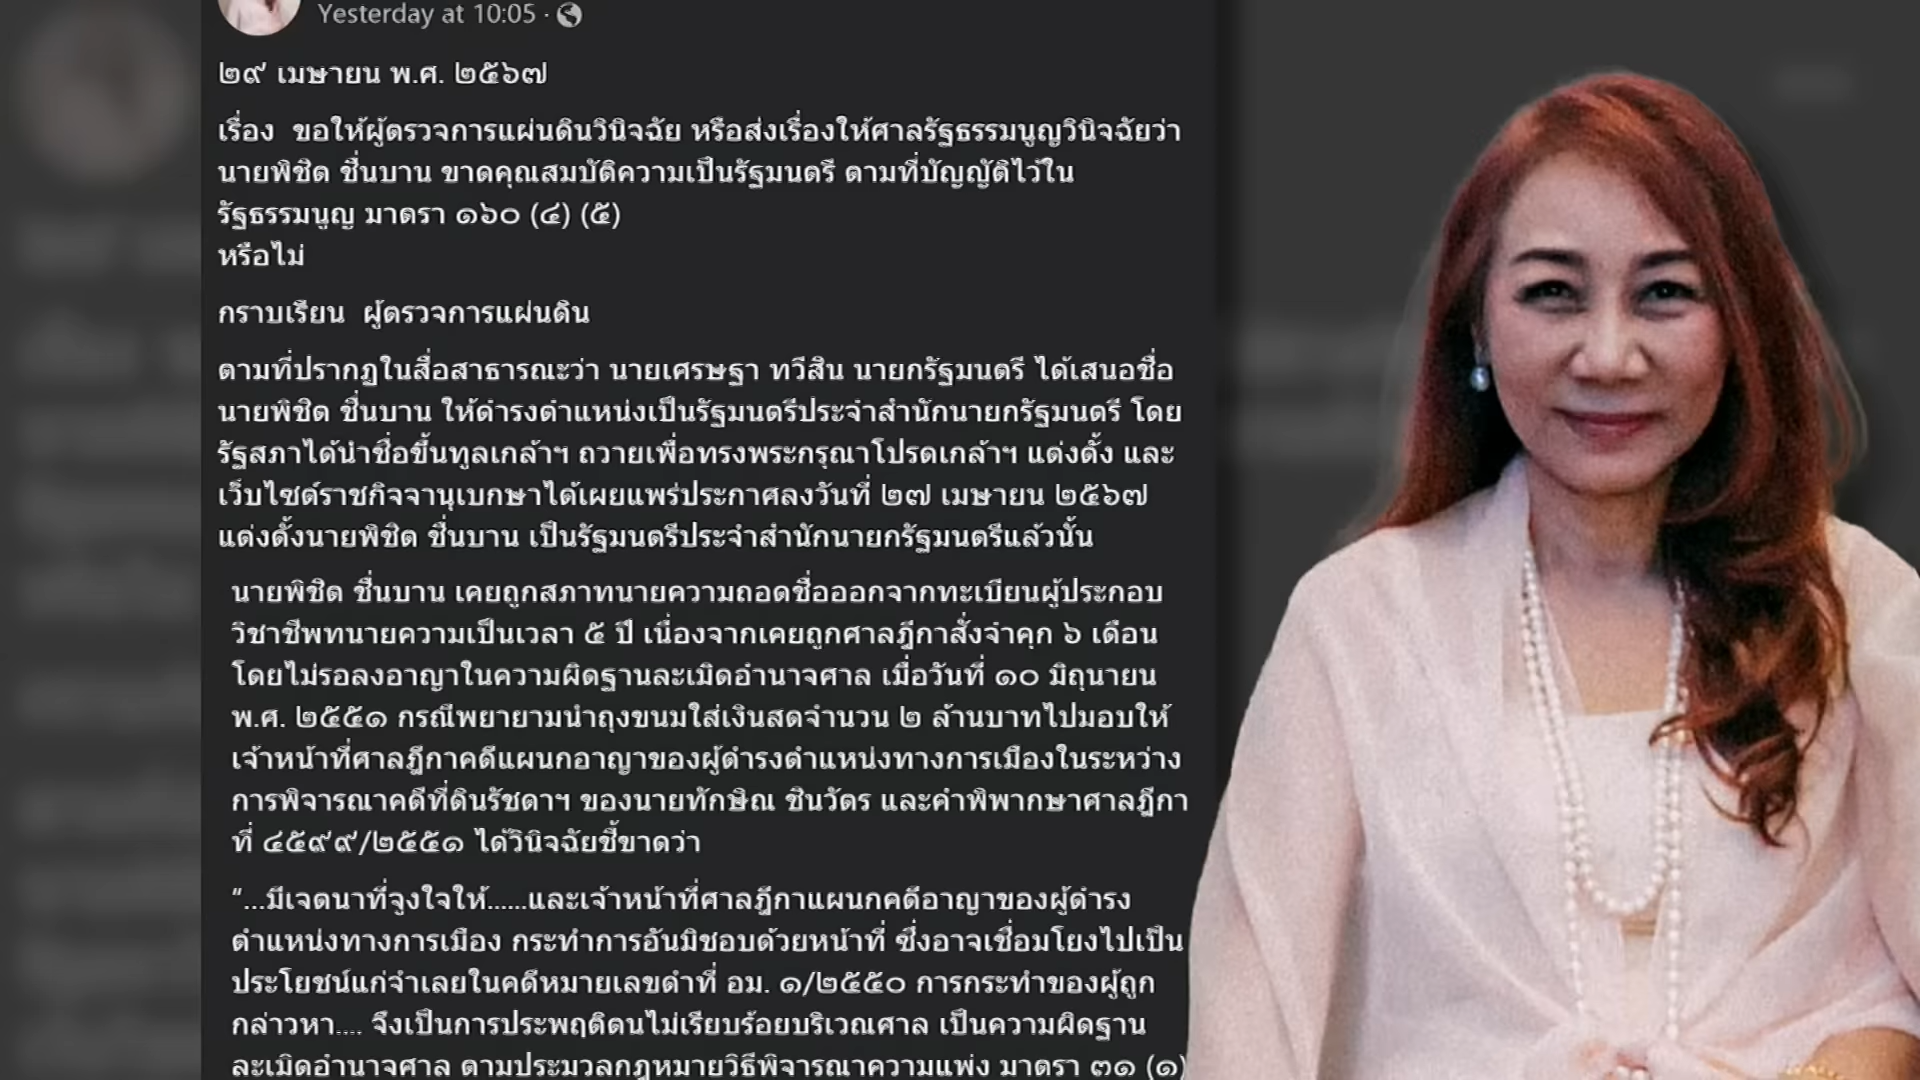 Yesterday at 10:05 ·
๒๙ เมษายน พ.ศ. ๒๕๖๗
เรื่อง ขอให้ผู้ตรวจการแผ่นดินวินิจฉัย หรือส่งเรื่องให้ศาลรัฐธรรมนูญวินิจฉัยว่า
นายพิชิต ชื่นบาน ขาดคุณสมบัติความเป็นรัฐมนตรี ตามที่บัญญัติไว้ใน
รัฐธรรมนูญ มาตรา ๑๖๐ (๔) (๕)
หรือไม่
กราบเรียน ผู้ตรวจการแผ่นดิน
ตามที่ปรากฏในสื่อสาธารณะว่า นายเศรษฐา ทวีสิน นายกรัฐมนตรี ได้เสนอชื่อ
นายพิชิต ชื่นบาน ให้ดำรงตำแหน่งเป็นรัฐมนตรีประจำสำนักนายกรัฐมนตรี โดย
รัฐสภาได้นำชื่อขึ้นทูลเกล้าฯ ถวายเพื่อทรงพระกรุณาโปรดเกล้าฯ แต่งตั้ง และ
เว็บไซต์ราชกิจจานุเบกษาได้เผยแพร่ประกาศลงวันที่ ๒๗ เมษายน ๒๕๖๗
แต่งตั้งนายพิชิต ชื่นบาน เป็นรัฐมนตรีประจำสำนักนายกรัฐมนตรีแล้วนั้น
นายพิชิต ชื่นบาน เคยถูกสภาทนายความถอดชื่อออกจากทะเบียนผู้ประกอบ
วิชาชีพทนายความเป็นเวลา ๕ ปี เนื่องจากเคยถูกศาลฎีกาสั่งจำคุก ๖ เดือน
โดยไม่รอลงอาญาในความผิดฐานละเมิดอำนาจศาล เมื่อวันที่ ๑๐ มิถุนายน
พ.ศ. ๒๕๕๑ กรณีพยายามนำถุงขนมใส่เงินสดจำนวน ๒ ล้านบาทไปมอบให้
เจ้าหน้าที่ศาลฎีกาคดีแผนกอาญาของผู้ดำรงตำแหน่งทางการเมืองในระหว่าง
การพิจารณาคดีที่ดินรัชดาฯ ของนายทักษิณ ชินวัตร และคำพิพากษาศาลฎีกา
ที่ ๔๕๙๙/๒๕๕๑ ได้วินิจฉัยชี้ขาดว่า
“...มีเจตนาที่จูงใจให้......และเจ้าหน้าที่ศาลฎีกาแผนกคดีอาญาของผู้ดำรง
ตำแหน่งทางการเมือง กระทำการอันมิชอบด้วยหน้าที่ ซึ่งอาจเชื่อมโยงไปเป็น
ประโยชน์แก่จำเลยในคดีหมายเลขดำที่ อม. ๑/๒๕๕๐ การกระทำของผู้ถูก
กล่าวหา.... จึงเป็นการประพฤติตนไม่เรียบร้อยบริเวณศาล เป็นความผิดฐาน
ละเมิดอำนาจศาล ตามประมวลกฎหมายวิธีพิจารณาความแพ่ง มาตรา ๓๑ (๑)